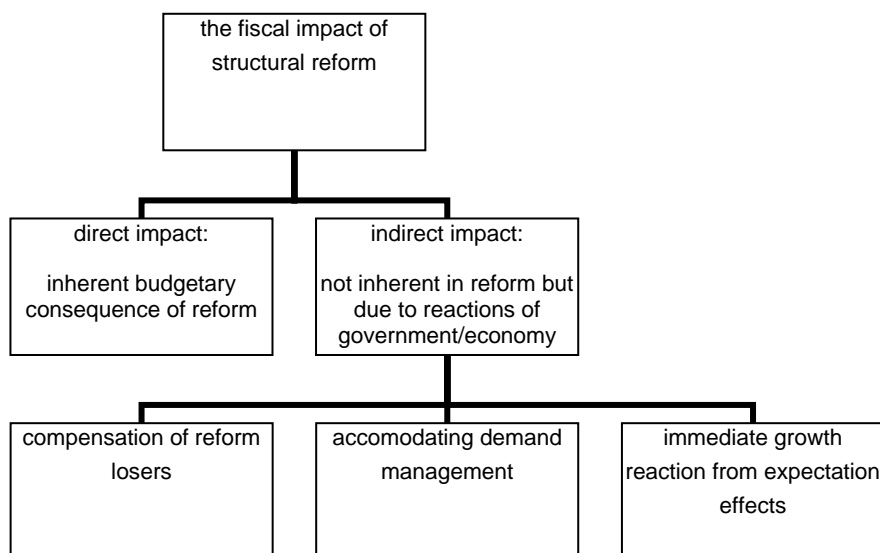 the fiscal impact of
structural reform
direct impact:
inherent budgetary
consequence of reform
indirect impact:
not inherent in reform but
due to reactions of
government/economy
compensation of reform
losers
accomodating demand
management
immediate growth
reaction from expectation
effects